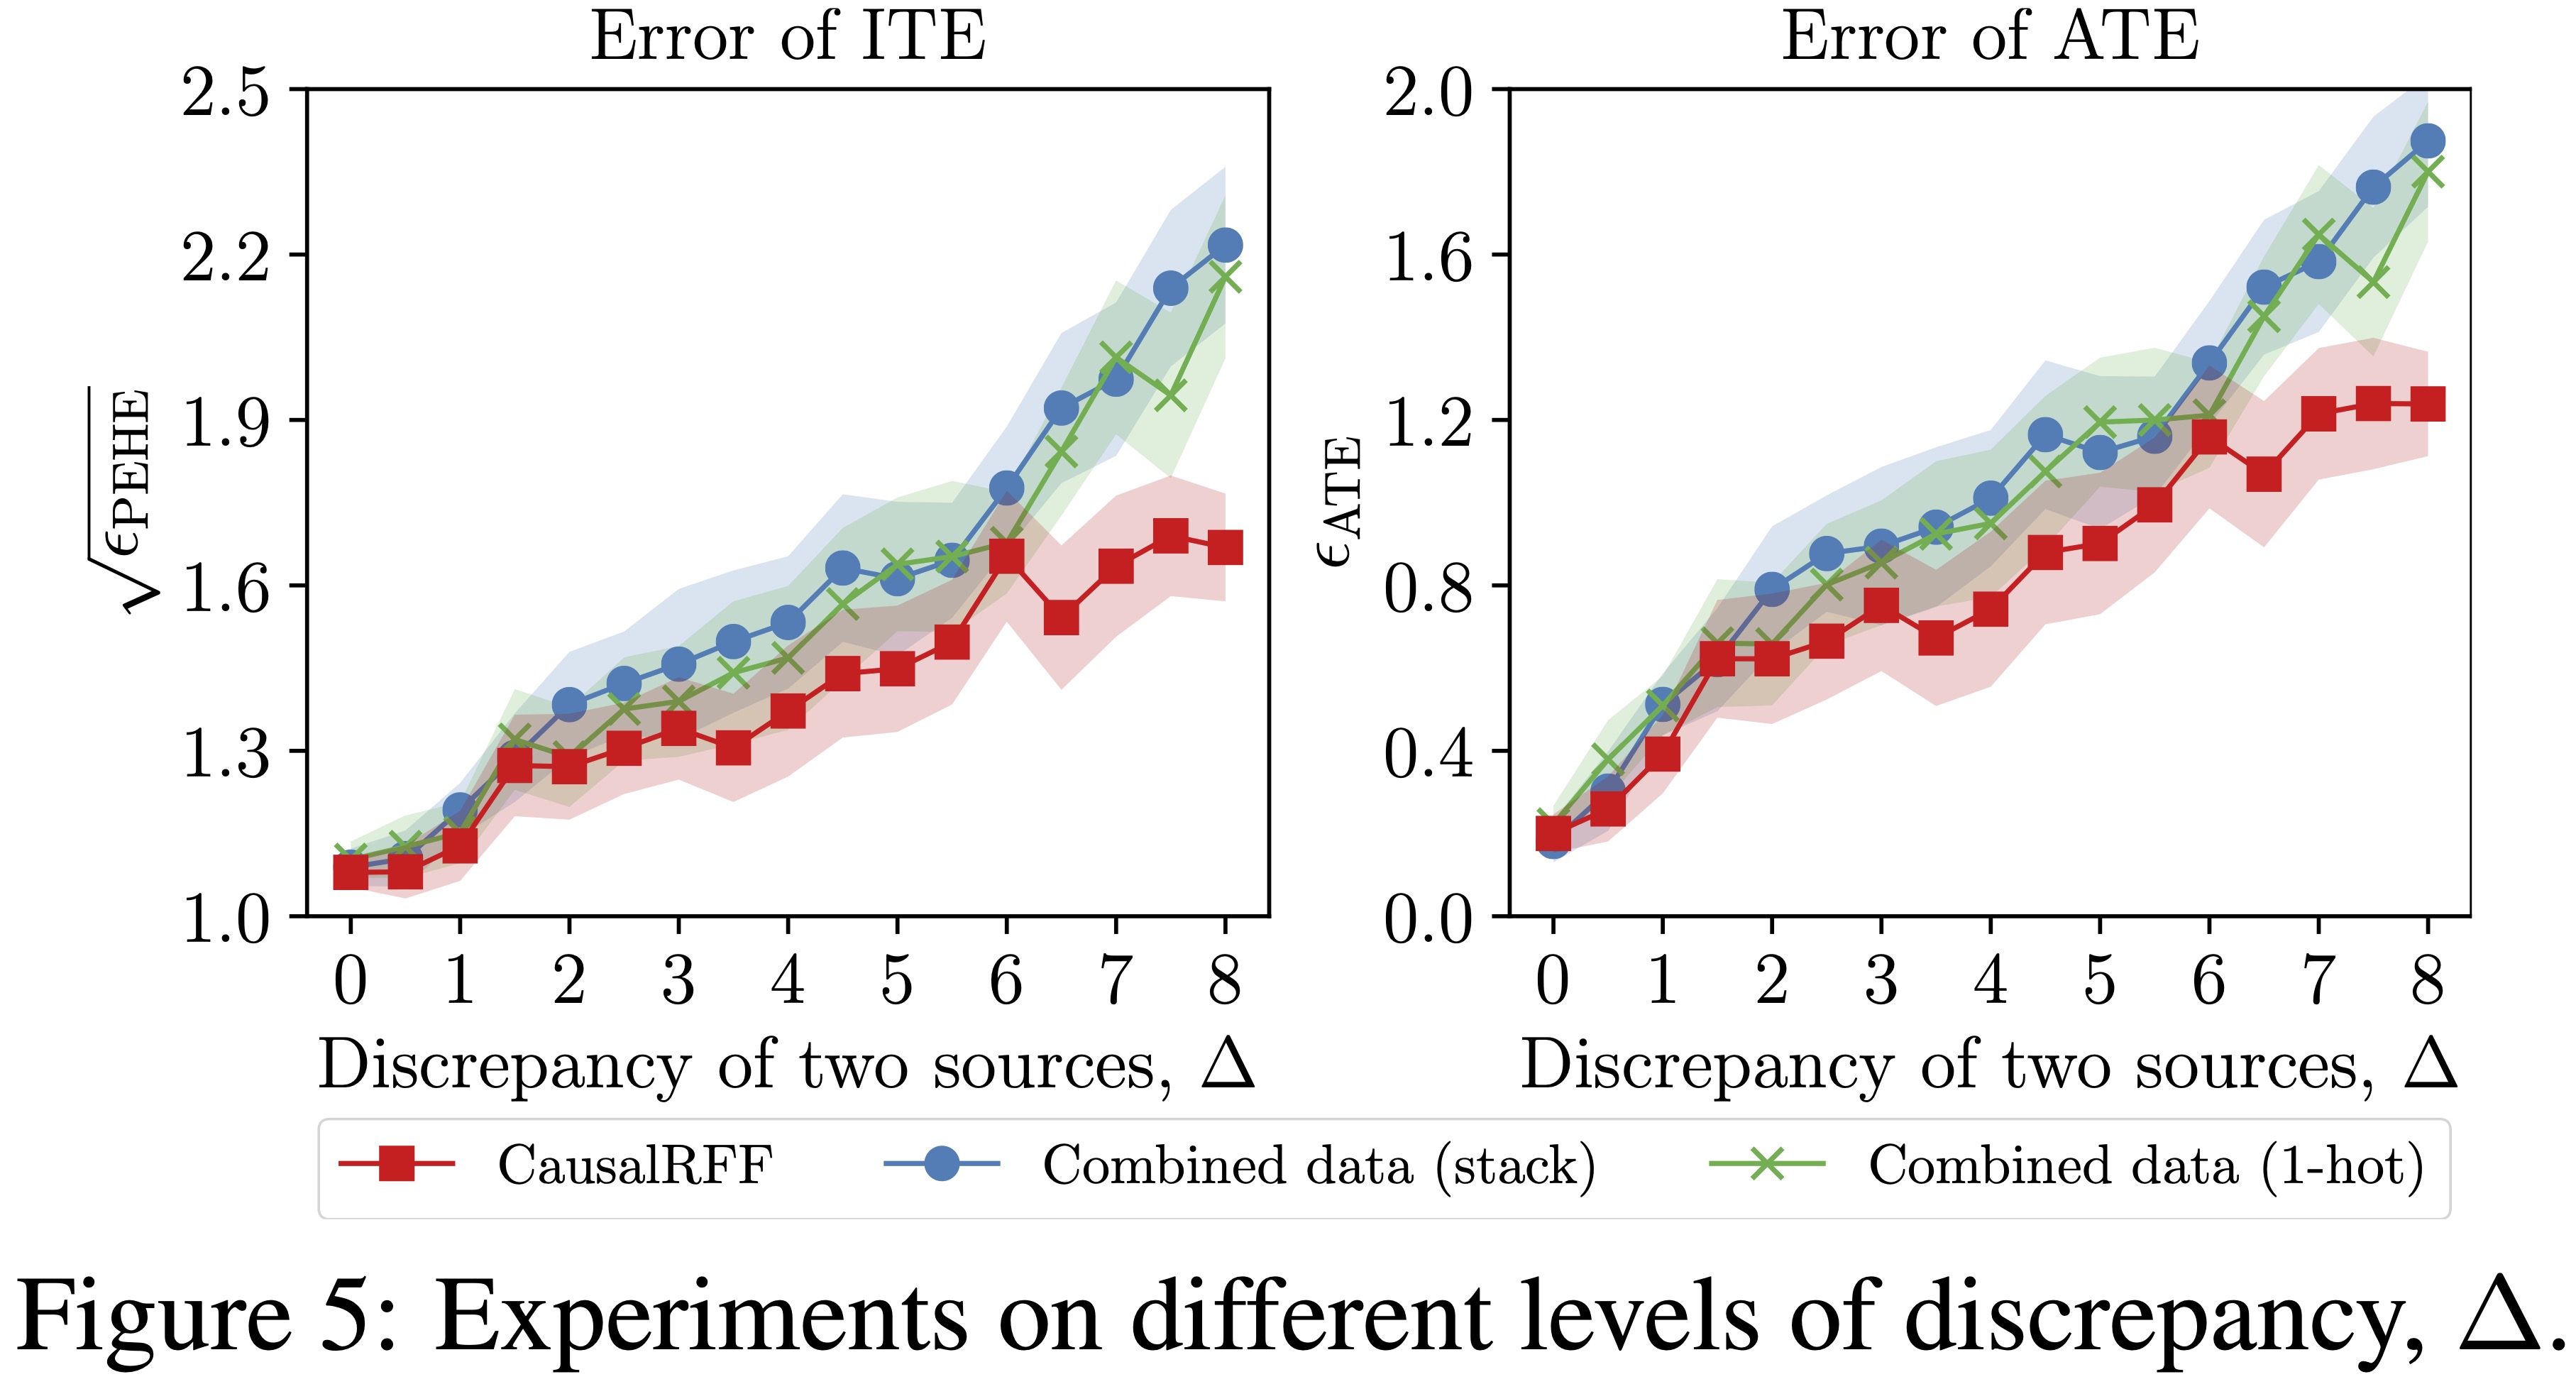 Error of ITE
2.5
2.2
1.9
1.6
1.3
1.0
√ϵPEHE
0 1 2 3 4 5 6 7 8
Discrepancy of two sources, Δ
Error of ATE
2.0
1.6
1.2
0.8
0.4
0.0
ϵATE
0 1 2 3 4 5 6 7 8
Discrepancy of two sources, Δ
CausalRFF Combined data (stack) Combined data (1-hot)
Figure 5: Experiments on different levels of discrepancy, Δ.